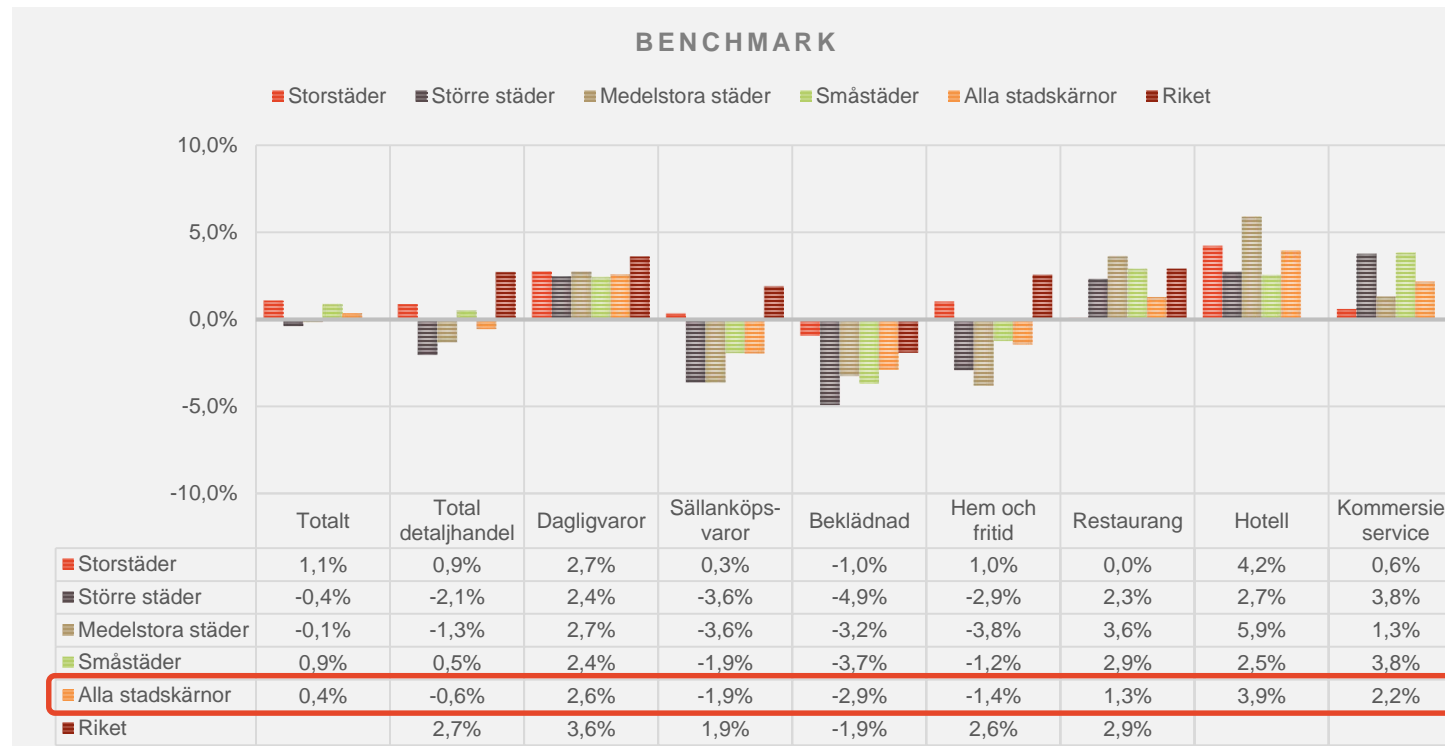 BENCHMARK
Storstäder Större städer Medelstora städer Småstäder Alla stadskärnor Riket
10,0%
5,0%
0,0%
-5,0%
-10,0%
Totalt Total detaljhandel Dagligvaror Sällanköps-varor Beklädnad Hem och fritid Restaurang Hotell Kommersie service
Storstäder 1,1% 0,9% 2,7% 0,3% -1,0% 1,0% 0,0% 4,2% 0,6%
Större städer -0,4% -2,1% 2,4% -3,6% -4,9% -2,9% 2,3% 2,7% 3,8%
Medelstora städer -0,1% -1,3% 2,7% -3,6% -3,2% -3,8% 3,6% 5,9% 1,3%
Småstäder 0,9% 0,5% 2,4% -1,9% -3,7% -1,2% 2,9% 2,5% 3,8%
Alla stadskärnor 0,4% -0,6% 2,6% -1,9% -2,9% -1,4% 1,3% 3,9% 2,2%
Riket 2,7% 3,6% 1,9% -1,9% 2,6% 2,9%